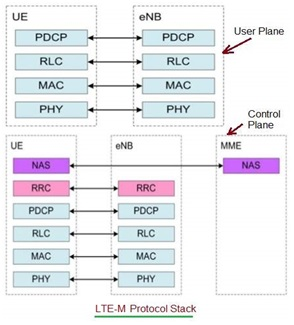 UE eNB
PDCP PDCP
User Plane
RLC RLC
MAC MAC
PHY PHY
Control
Plane
UE eNB MME
NAS NAS
RRC RRC
PDCP PDCP
RLC RLC
MAC MAC
PHY PHY
LTE-M Protocol Stack